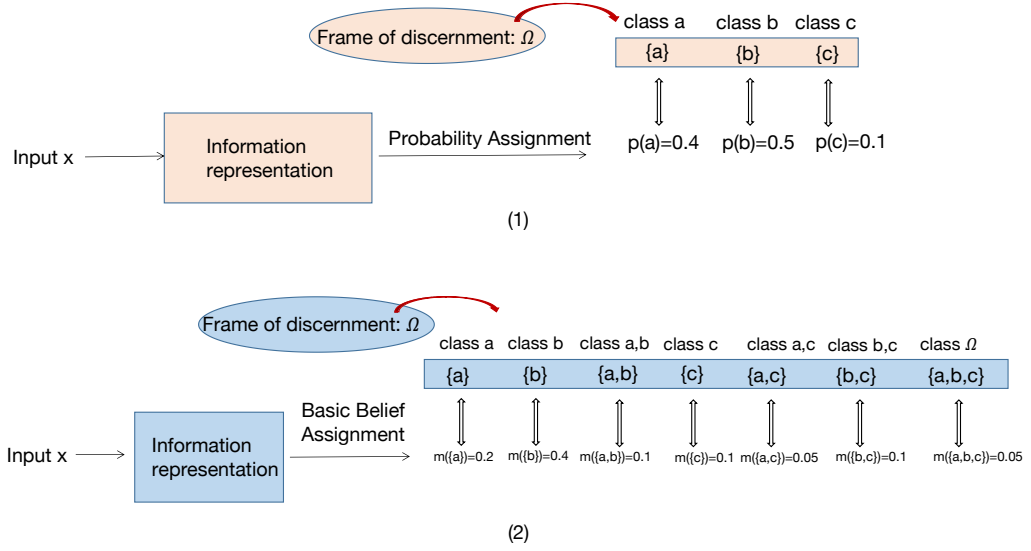 Frame of discernment: Ω
class a class b class c
{a} {b} {c}
Input x
Information
representation
Probability Assignment
p(a)=0.4 p(b)=0.5 p(c)=0.1
(1)
Frame of discernment: Ω
class a class b class a,b class c class a,c class b,c class Ω
{a} {b} {a,b} {c} {a,c} {b,c} {a,b,c}
Input x
Information
representation
Basic Belief
Assignment
m({a})=0.2 m({b})=0.4 m({a,b})=0.1 m({c})=0.1 m({a,c})=0.05 m({b,c})=0.1 m({a,b,c})=0.05
(2)